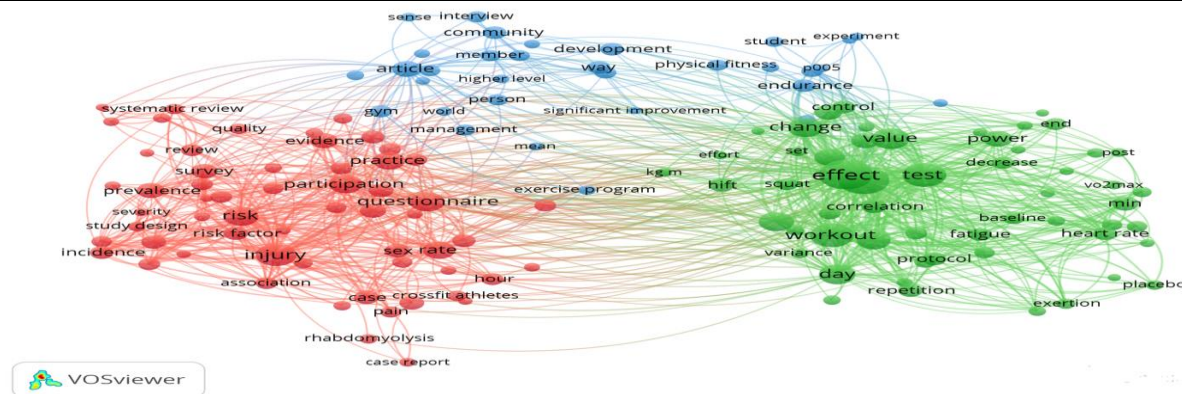 sense interview
community
development
student experiment
member
article
way
physical fitness p005
higher level
endurance
person
systematic review
gym world
significant improvement
control
quality
management
change
end
evidence
value power
review
mean
set
effort
post
practice
decrease
survey
kg m
effect test
participation
hift squat
vo2max
prevalence
exercise program
questionnaire
min
severity
correlation
risk
baseline
study design
risk factor
workout
fatigue heart rate
incidence
injury
sex rate
variance
protocol
day
association
hour
placebo
case crossfit athletes
repetition
exertion
pain
rhabdomyolysis
case report
VOSviewer